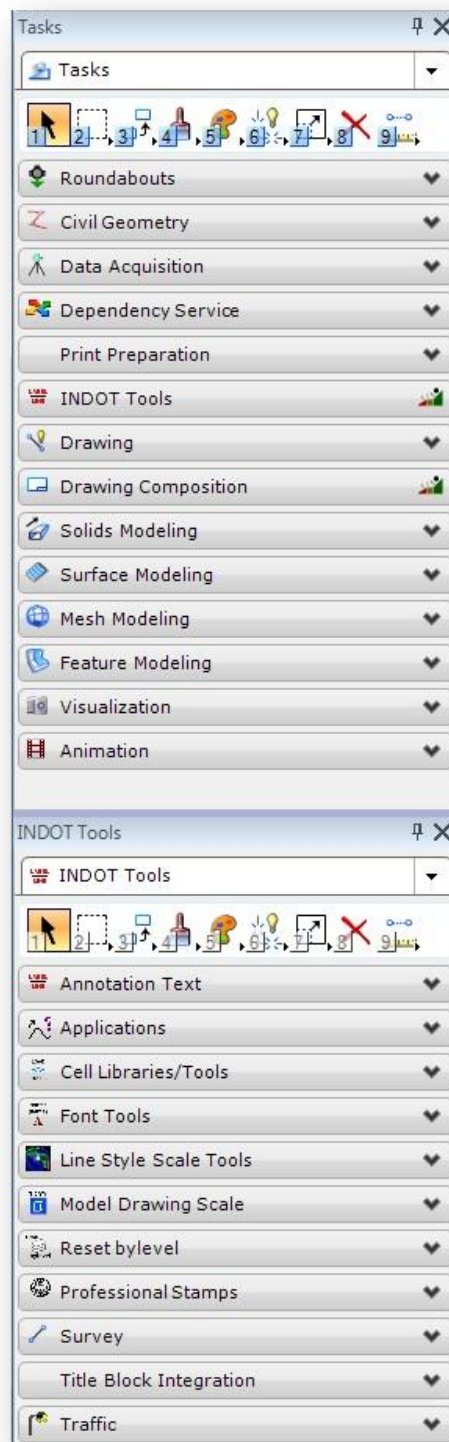 Tasks
Tasks
1 2 3 4 5 6 7 8 9
Roundabouts
Civil Geometry
Data Acquisition
Dependency Service
Print Preparation
INDOT Tools
Drawing
Drawing Composition
Solids Modeling
Surface Modeling
Mesh Modeling
Feature Modeling
Visualization
Animation
INDOT Tools
INDOT Tools
1 2 3 4 5 6 7 8 9
Annotation Text
Applications
Cell Libraries/Tools
Font Tools
Line Style Scale Tools
Model Drawing Scale
Reset bylevel
Professional Stamps
Survey
Title Block Integration
Traffic